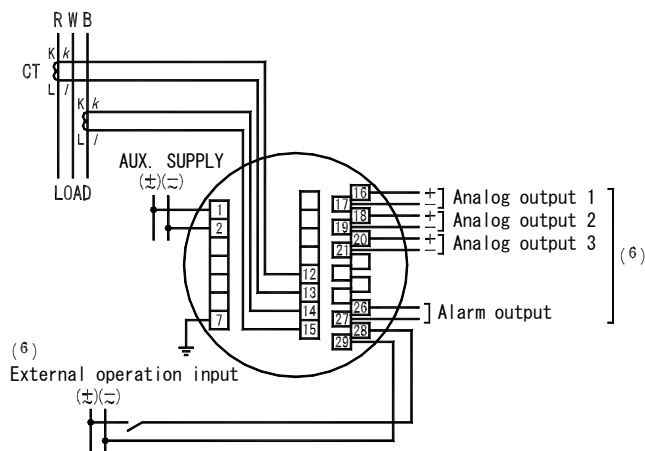 R W B
K k
CT
L l
K k
L l
AUX. SUPPLY
(±)(−)
LOAD
1
2
7
12
13
14
15
16
17
18
19
20
21
26
27
28
29
+
− Analog output 1
+
− Analog output 2
+
− Analog output 3
(6)
Alarm output
(6)
External operation input
(±)(−)